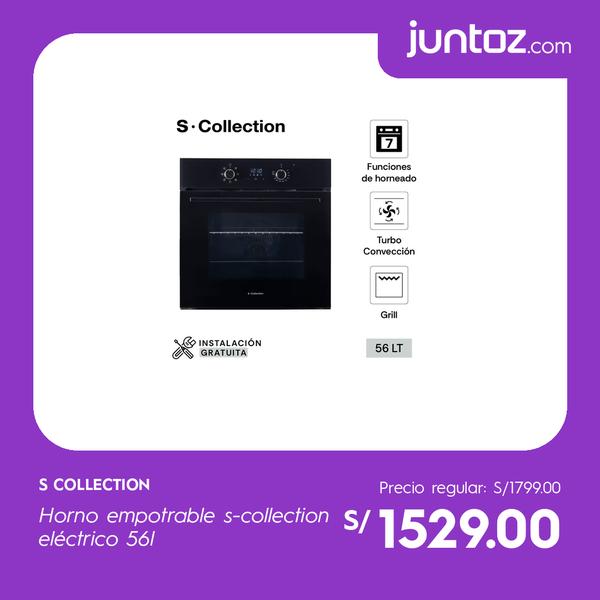 juntoz.com
S·Collection
7
Funciones
de horneado
Turbo
Convección
Grill
INSTALACIÓN
GRATUITA
56 LT
S COLLECTION
Precio regular: S/1799.00
Horno empotrable s-collection
eléctrico 56l
S/1529.00